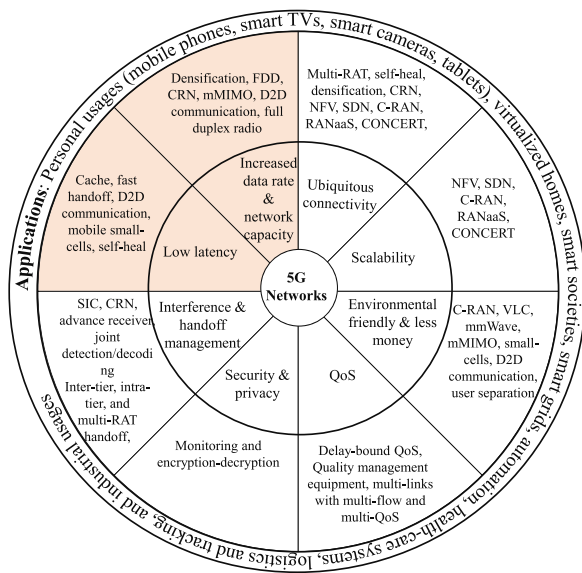 Applications: Personal usages (mobile phones, smart TVs, smart cameras, tablets), virtualized homes, smart societies, smart grids, automation, health-care systems, logistics and tracking and industrial usages
Densification, FDD,
CRN, mMIMO, D2D
communication, full
duplex radio
Multi-RAT, self-heal,
densification, CRN,
NFV, SDN, C-RAN,
RANaaS, CONCERT,
Cache, fast
handoff, D2D
communication,
mobile small-
cells, self-heal
Increased
data rate
&
network
capacity
Ubiquitous
connectivity
NFV, SDN,
C-RAN,
RANaaS,
CONCERT
Low latency
Scalability
5G
Networks
SIC, CRN,
advance receiver,
joint
detection/decoding
Inter-tier, intra-
tier, and
multi-RAT
handoff,
Interference &
handoff
management
Environmental
friendly & less
money
C-RAN, VLC,
mmWave,
mMIMO, small-
cells, D2D
communication,
user separation
Security &
privacy
QoS
Monitoring and
encryption-decryption
Delay-bound QoS,
Quality management
equipment, multi-links
with multi-flow and
multi-QoS